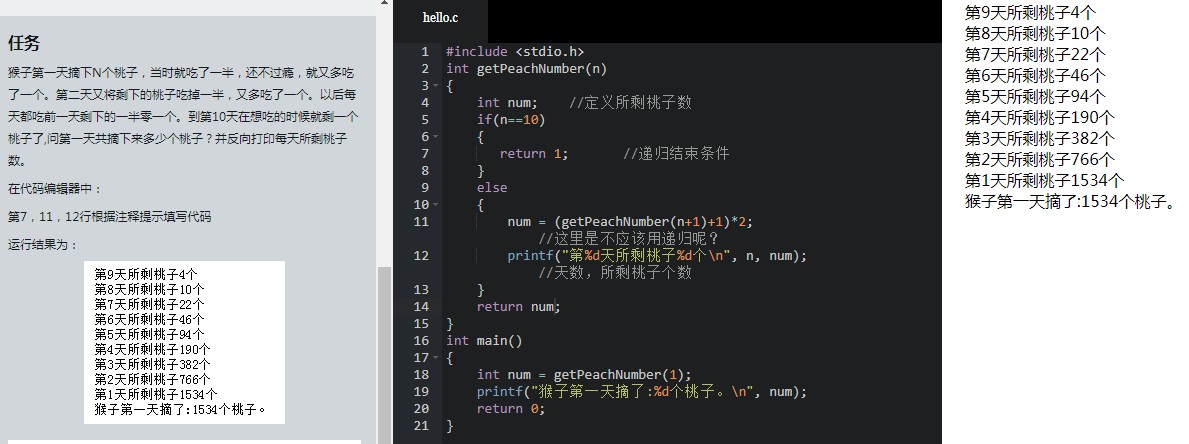 任务
猴子第一天摘下N个桃子，当时就吃了一半，还不过瘾，就又多吃
了一个。第二天又将剩下的桃子吃掉一半，又多吃了一个。以后每
天都吃前一天剩下的一半零一个。到第10天在想吃的时候就剩一个
桃子了,问第一天共摘下来多少个桃子？并反向打印每天所剩桃子
数。
在代码编辑器中：
第7，11，12行根据注释提示填写代码
运行结果为：
第9天所剩桃子4个
第8天所剩桃子10个
第7天所剩桃子22个
第6天所剩桃子46个
第5天所剩桃子94个
第4天所剩桃子190个
第3天所剩桃子382个
第2天所剩桃子766个
第1天所剩桃子1534个
猴子第一天摘了:1534个桃子。
hello.c
1 #include <stdio.h>
2 int getPeachNumber(n)
3 {
4     int num;    //定义所剩桃子数
5     if(n==10)
6     {
7        return 1;       //递归结束条件
8     }
9     else
10     {
11         num = (getPeachNumber(n+1)+1)*2;
//这里是不应该用递归呢？
12         printf("第%d天所剩桃子%d个\n", n, num);
//天数，所剩桃子个数
13     }
14     return num;
15 }
16 int main()
17 {
18     int num = getPeachNumber(1);
19     printf("猴子第一天摘了:%d个桃子。\n", num);
20     return 0;
21 }
第9天所剩桃子4个
第8天所剩桃子10个
第7天所剩桃子22个
第6天所剩桃子46个
第5天所剩桃子94个
第4天所剩桃子190个
第3天所剩桃子382个
第2天所剩桃子766个
第1天所剩桃子1534个
猴子第一天摘了:1534个桃子。